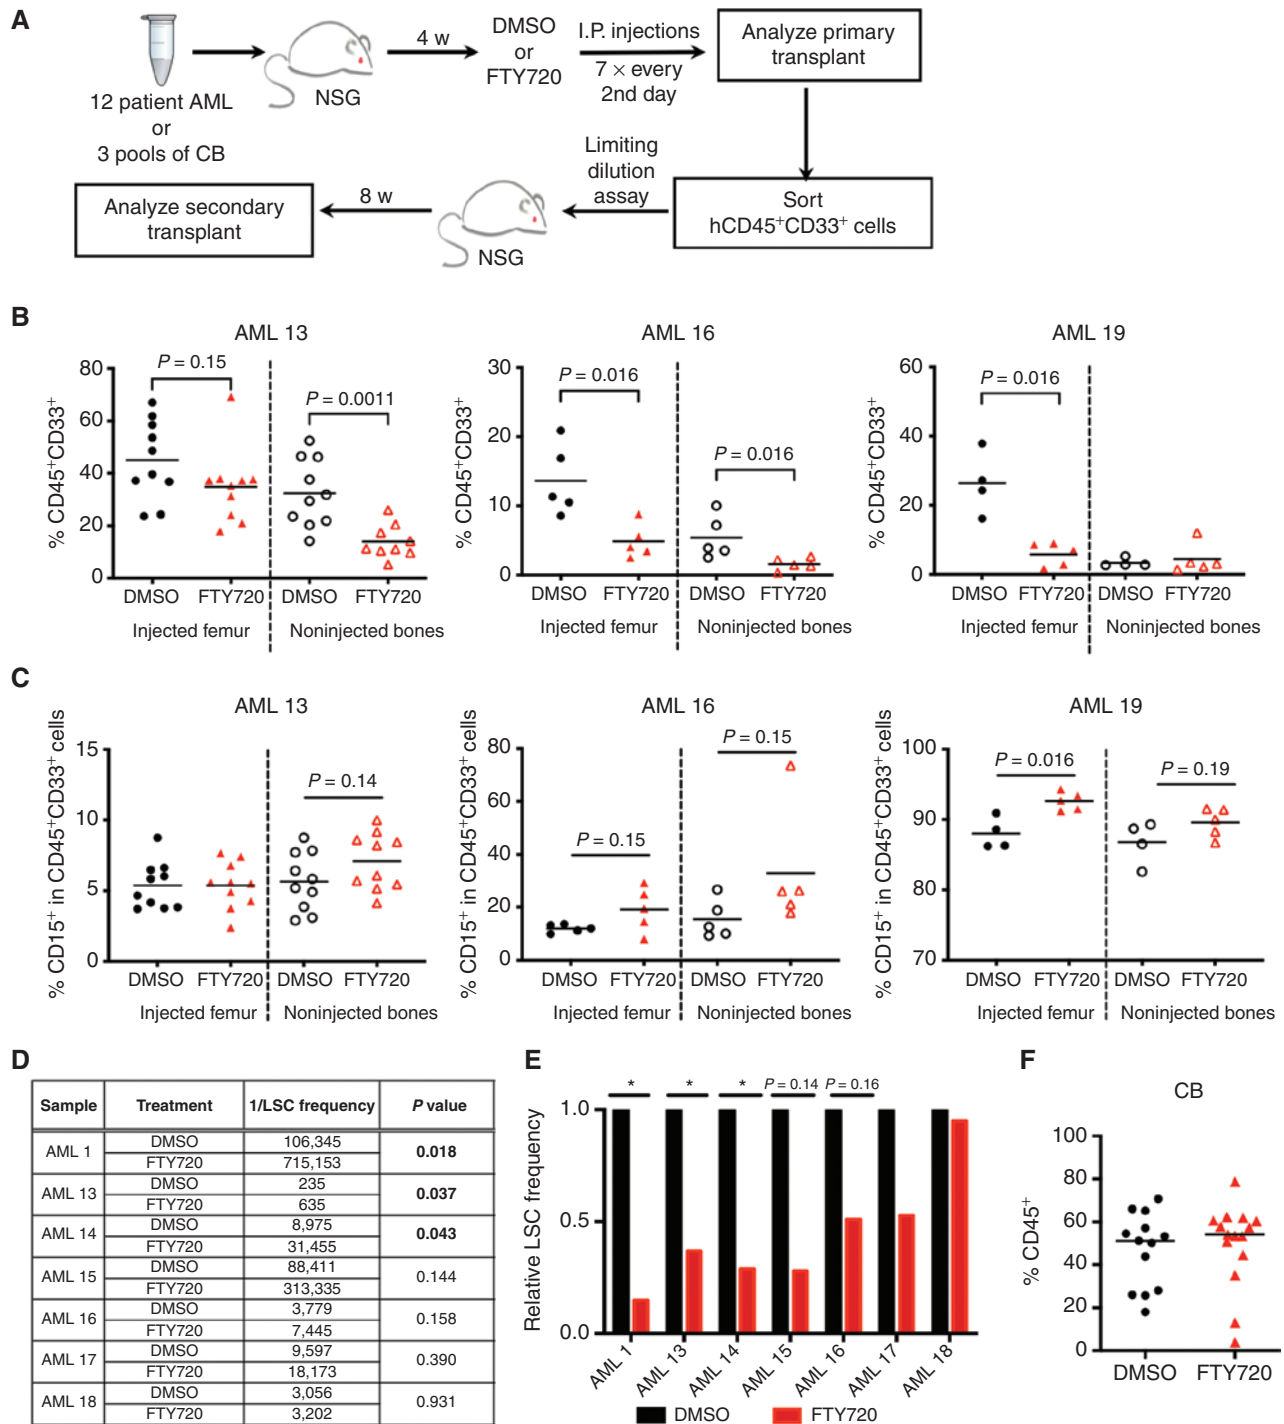 A
12 patient AML
or
3 pools of CB
NSG
4 w
DMSO
or
FTY720
I.P. injections
7 × every
2nd day
Analyze primary
transplant
Sort
hCD45⁺CD33⁺ cells
Limiting
dilution
assay
NSG
8 w
Analyze secondary
transplant
B
AML 13
% CD45⁺CD33⁺
80
60
40
20
0
P = 0.15
P = 0.0011
DMSO FTY720 DMSO FTY720
Injected femur Noninjected bones
AML 16
% CD45⁺CD33⁺
30
20
10
0
P = 0.016
P = 0.016
DMSO FTY720 DMSO FTY720
Injected femur Noninjected bones
AML 19
% CD45⁺CD33⁺
60
40
20
0
P = 0.016
DMSO FTY720 DMSO FTY720
Injected femur Noninjected bones
C
AML 13
% CD15⁺ in CD45⁺CD33⁺ cells
15
10
5
0
P = 0.14
DMSO FTY720 DMSO FTY720
Injected femur Noninjected bones
AML 16
% CD15⁺ in CD45⁺CD33⁺ cells
80
60
40
20
0
P = 0.15
P = 0.15
DMSO FTY720 DMSO FTY720
Injected femur Noninjected bones
AML 19
% CD15⁺ in CD45⁺CD33⁺ cells
100
90
80
70
P = 0.016
P = 0.19
DMSO FTY720 DMSO FTY720
Injected femur Noninjected bones
D
Sample Treatment 1/LSC frequency P value
AML 1 DMSO 106,345 0.018
FTY720 715,153
AML 13 DMSO 235 0.037
FTY720 635
AML 14 DMSO 8,975 0.043
FTY720 31,455
AML 15 DMSO 88,411 0.144
FTY720 313,335
AML 16 DMSO 3,779 0.158
FTY720 7,445
AML 17 DMSO 9,597 0.390
FTY720 18,173
AML 18 DMSO 3,056 0.931
FTY720 3,202
E
Relative LSC frequency
1.0
0.5
0.0
* * * P = 0.14 P = 0.16
AML 1 AML 13 AML 14 AML 15 AML 16 AML 17 AML 18
DMSO FTY720
F
CB
% CD45⁺
100
80
60
40
20
0
DMSO FTY720